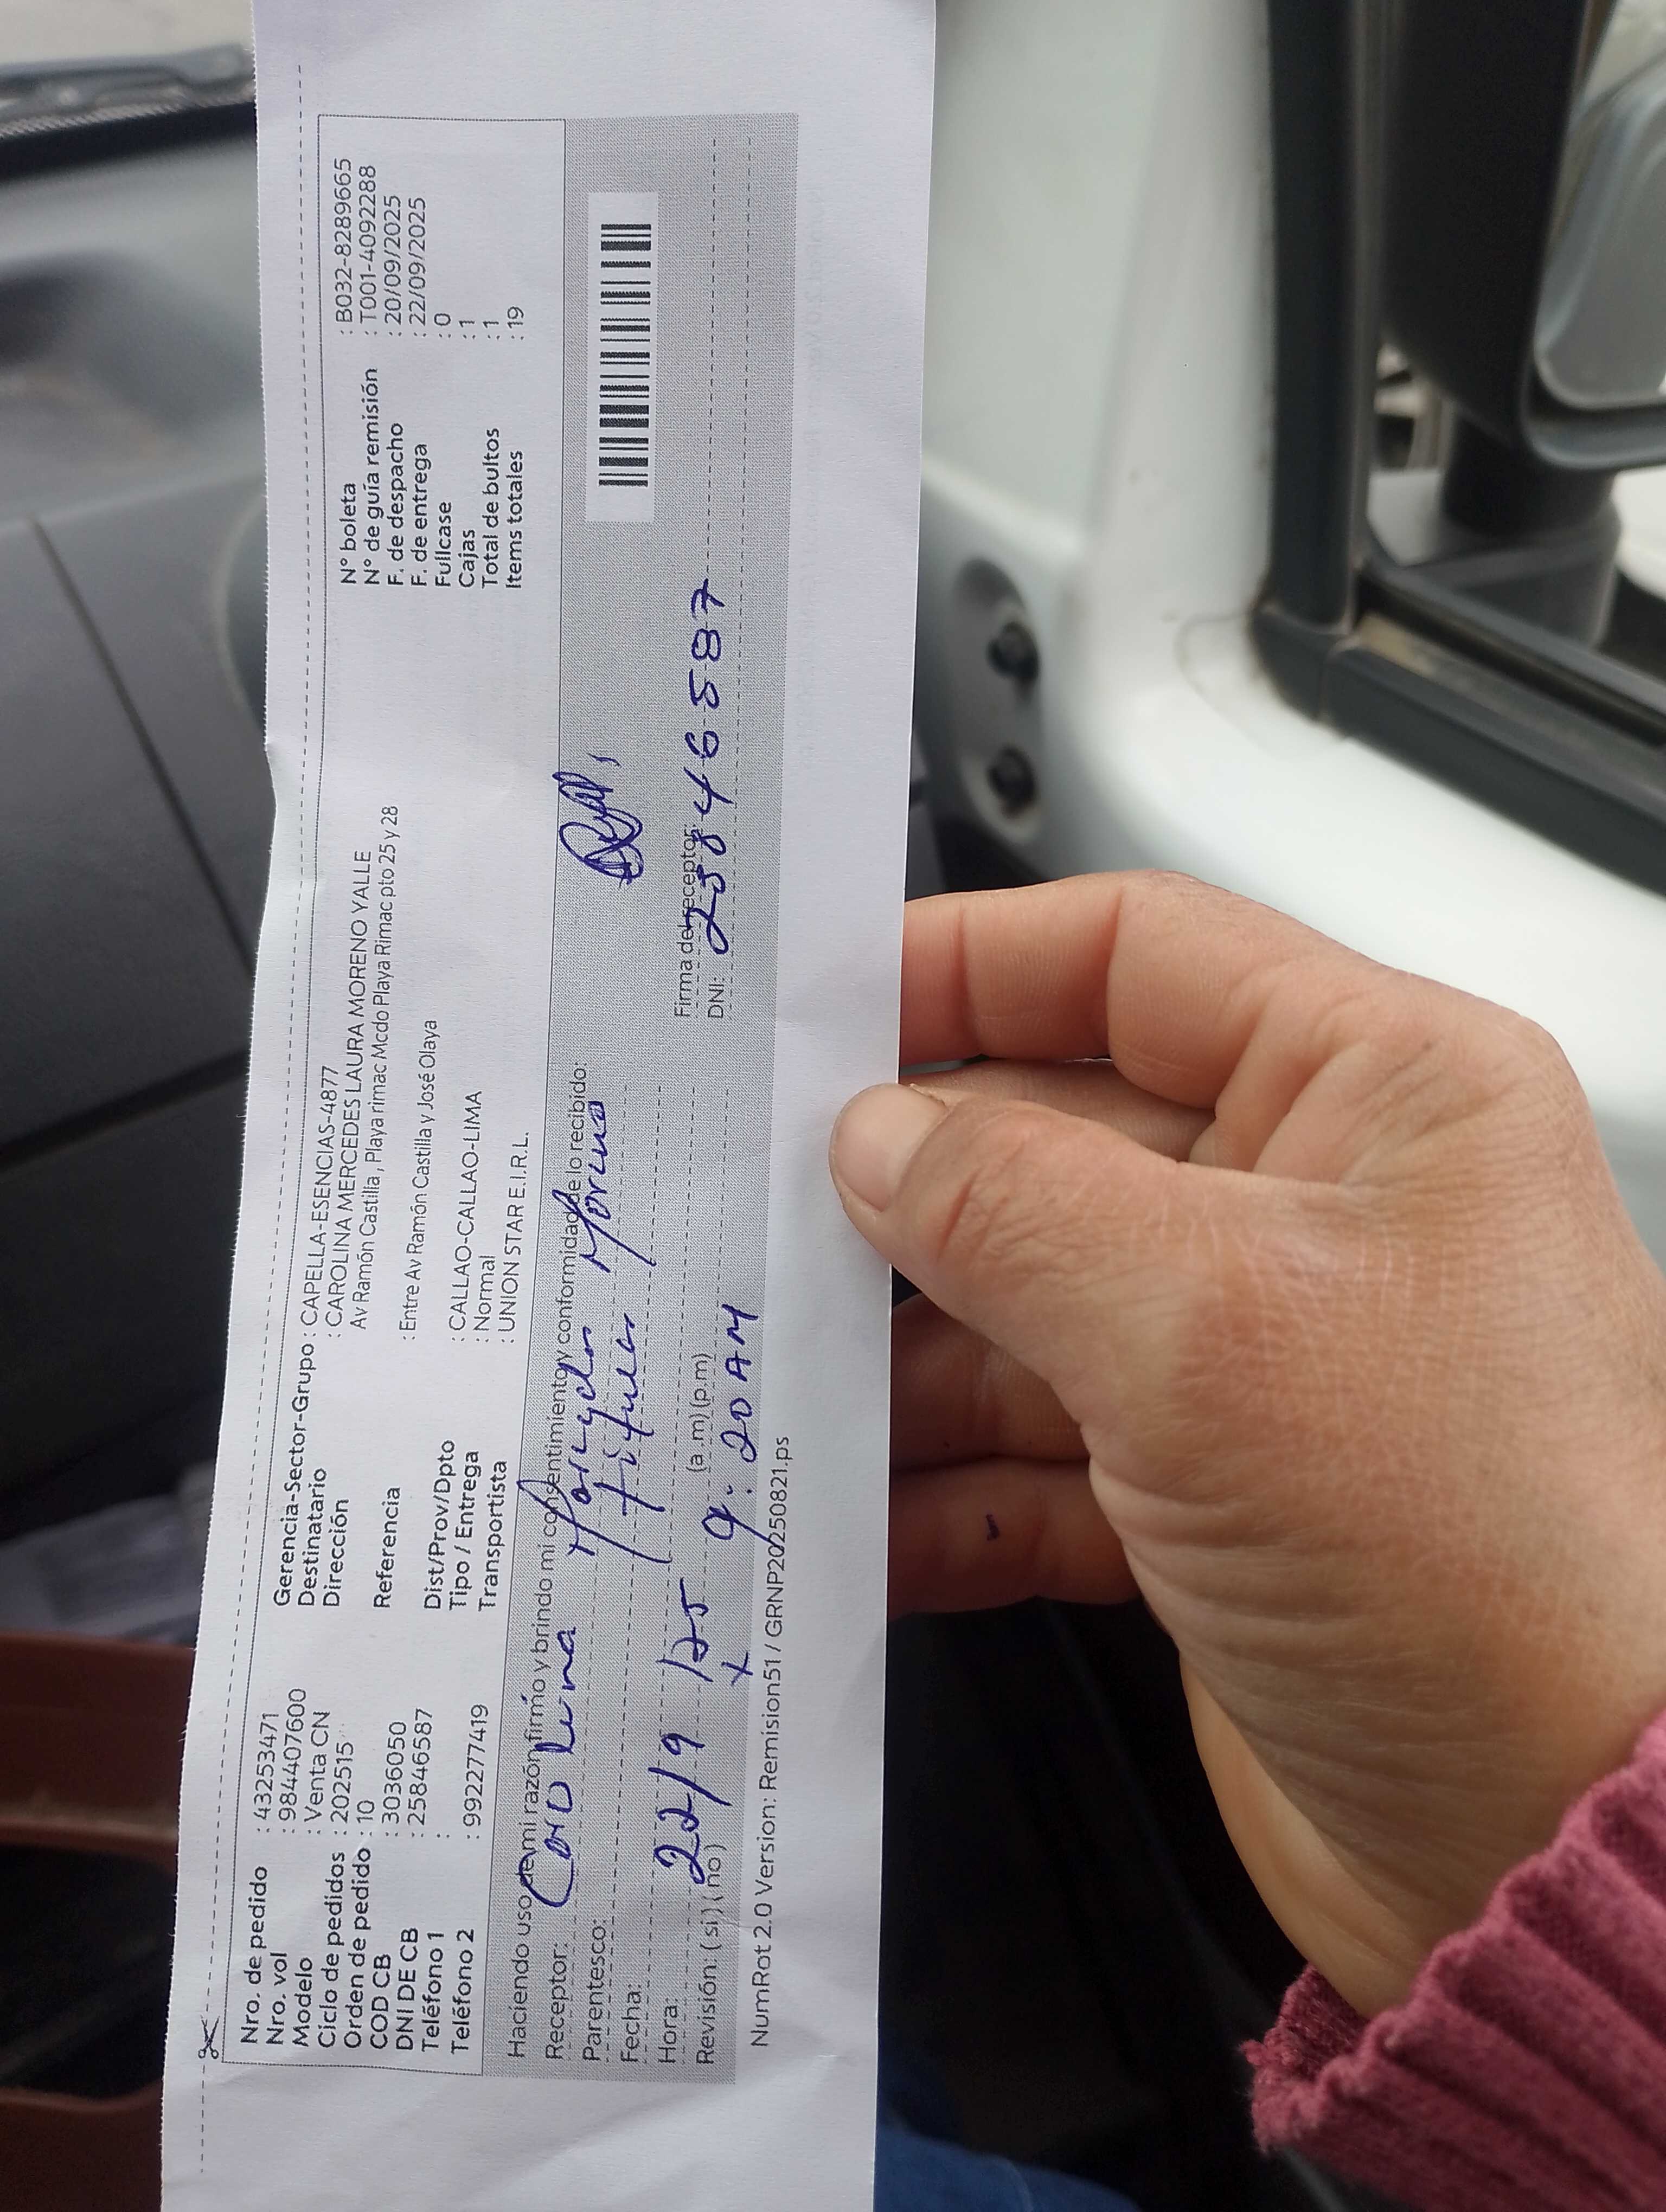 Nro. de pedido : 43253471
Nro. vol : 984407600
Modelo : Venta CN
Ciclo de pedidos : 202515
Orden de pedido : 10
COD CB : 3036050
DNI DE CB : 25846587
Teléfono 1 :
Teléfono 2 : 992277419
Gerencia-Sector-Grupo : CAPELLA-ESENCIAS-4877
Destinatario : CAROLINA MERCEDES LAURA MORENO YALLE
Dirección Av Ramón Castilla, Playa rimac Mcdo Playa Rimac pto 25 y 28
Referencia : Entre Av Ramón Castilla y José Olaya
Dist/Prov/Dpto : CALLAO-CALLAO-LIMA
Tipo / Entrega : Normal
Transportista : UNION STAR E.I.R.L.
N° boleta : B032-8289665
N° de guía remisión : T001-4092288
F. de despacho : 20/09/2025
F. de entrega : 22/09/2025
Fullcase : 0
Cajas : 1
Total de bultos : 1
Items totales : 19
Haciendo uso de mi razón firmo y brindo mi consentimiento y conformidad de lo recibido:
Receptor: Carolina Moreno
Parentesco: Titular
Fecha: 22/9/25
Hora: 9:20 AM (a.m) (p.m)
Revisión: ( si ) ( no ) x
Firma del receptor
DNI: 25846587
NumRot 2.0 Version: Remision51 / GRNP20250821.ps